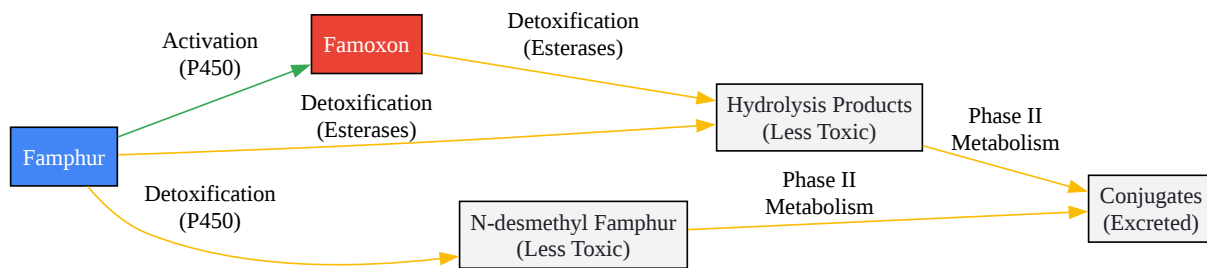 Famphur
Activation
(P450)
Famoxon
Detoxification
(Esterases)
Detoxification
(Esterases)
Hydrolysis Products
(Less Toxic)
Phase II
Metabolism
Detoxification
(P450)
N-desmethyl Famphur
(Less Toxic)
Phase II
Metabolism
Conjugates
(Excreted)